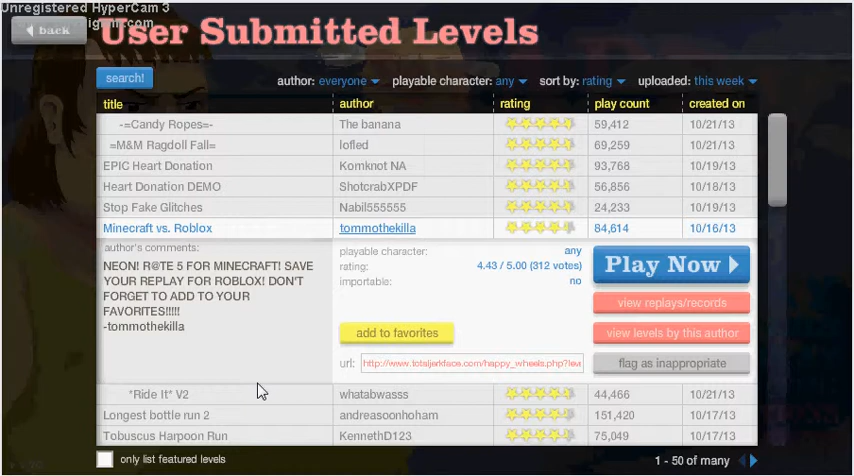 Unregistered HyperCam 3
back
User Submitted Levels
search!
author: everyone playable character: any sort by: rating uploaded: this week
title author rating play count created on
-=Candy Ropes=- The banana 59,412 10/21/13
=M&M Ragdoll Fall= lofled 69,259 10/21/13
EPIC Heart Donation Komknot NA 93,768 10/19/13
Heart Donation DEMO ShotcrabXPDF 56,856 10/18/13
Stop Fake Glitches Nabil555555 24,233 10/19/13
Minecraft vs. Roblox tommothekilla 84,614 10/16/13
author's comments:
NEON! R@TE 5 FOR MINECRAFT! SAVE
YOUR REPLAY FOR ROBLOX! DON'T
FORGET TO ADD TO YOUR
FAVORITES!!!!!
-tommothekilla
playable character: any
rating: 4.43 / 5.00 (312 votes)
importable: no
add to favorites
url: http://www.totaljerkface.com/happy_wheels.php?leve
Play Now
view replays/records
view levels by this author
flag as inappropriate
*Ride It* V2 whatabwasss 44,466 10/21/13
Longest bottle run 2 andreasoonhoham 151,420 10/17/13
Tobuscus Harpoon Run KennethD123 75,049 10/17/13
only list featured levels
1 - 50 of many